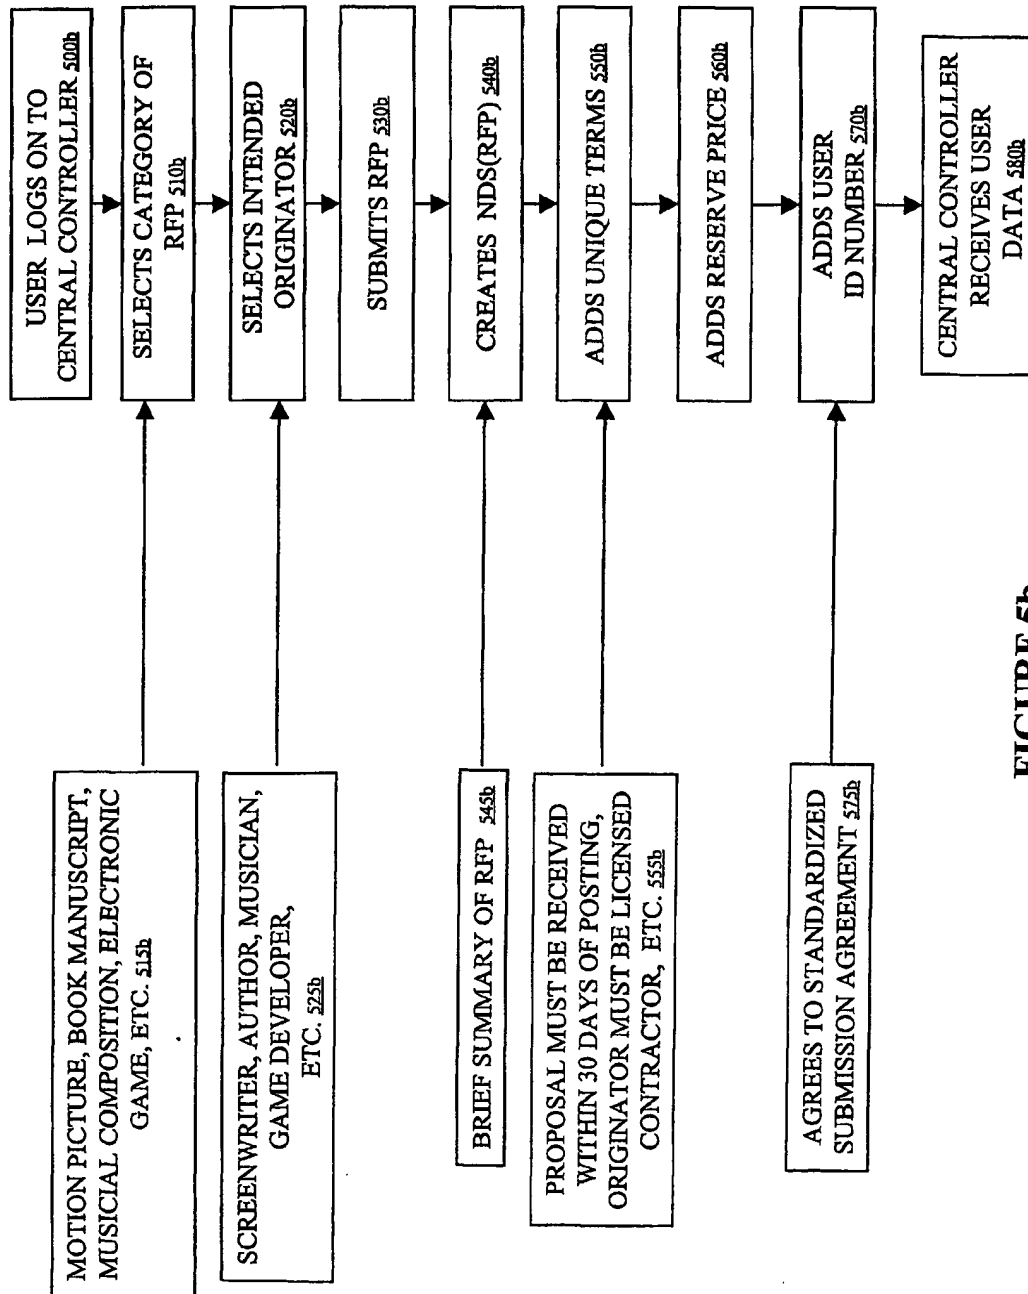 USER LOGS ON TO
CENTRAL CONTROLLER 500b
SELECTS CATEGORY OF
RFP 510b
SELECTS INTENDED
ORIGINATOR 520b
SUBMITS RFP 530b
CREATES NDS(RFP) 540b
ADDS UNIQUE TERMS 550b
ADDS RESERVE PRICE 560b
ADDS USER
ID NUMBER 570b
CENTRAL CONTROLLER
RECEIVES USER
DATA 580b
MOTION PICTURE, BOOK MANUSCRIPT,
MUSICIAL COMPOSITION, ELECTRONIC
GAME, ETC. 515b
SCREENWRITER, AUTHOR, MUSICIAN,
GAME DEVELOPER,
ETC. 525b
BRIEF SUMMARY OF RFP 545b
PROPOSAL MUST BE RECEIVED
WITHIN 30 DAYS OF POSTING,
ORIGINATOR MUST BE LICENSED
CONTRACTOR, ETC. 555b
AGREES TO STANDARDIZED
SUBMISSION AGREEMENT 575b
FIGURE 5b